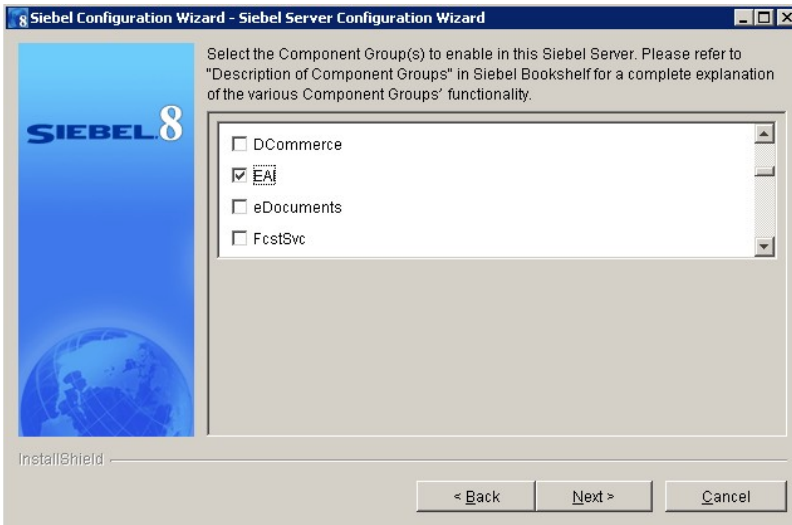 8 Siebel Configuration Wizard - Siebel Server Configuration Wizard
Select the Component Group(s) to enable in this Siebel Server. Please refer to
"Description of Component Groups" in Siebel Bookshelf for a complete explanation
of the various Component Groups' functionality.
SIEBEL.8
DCommerce
EAI
eDocuments
FcstSvc
InstallShield
< Back
Next >
Cancel